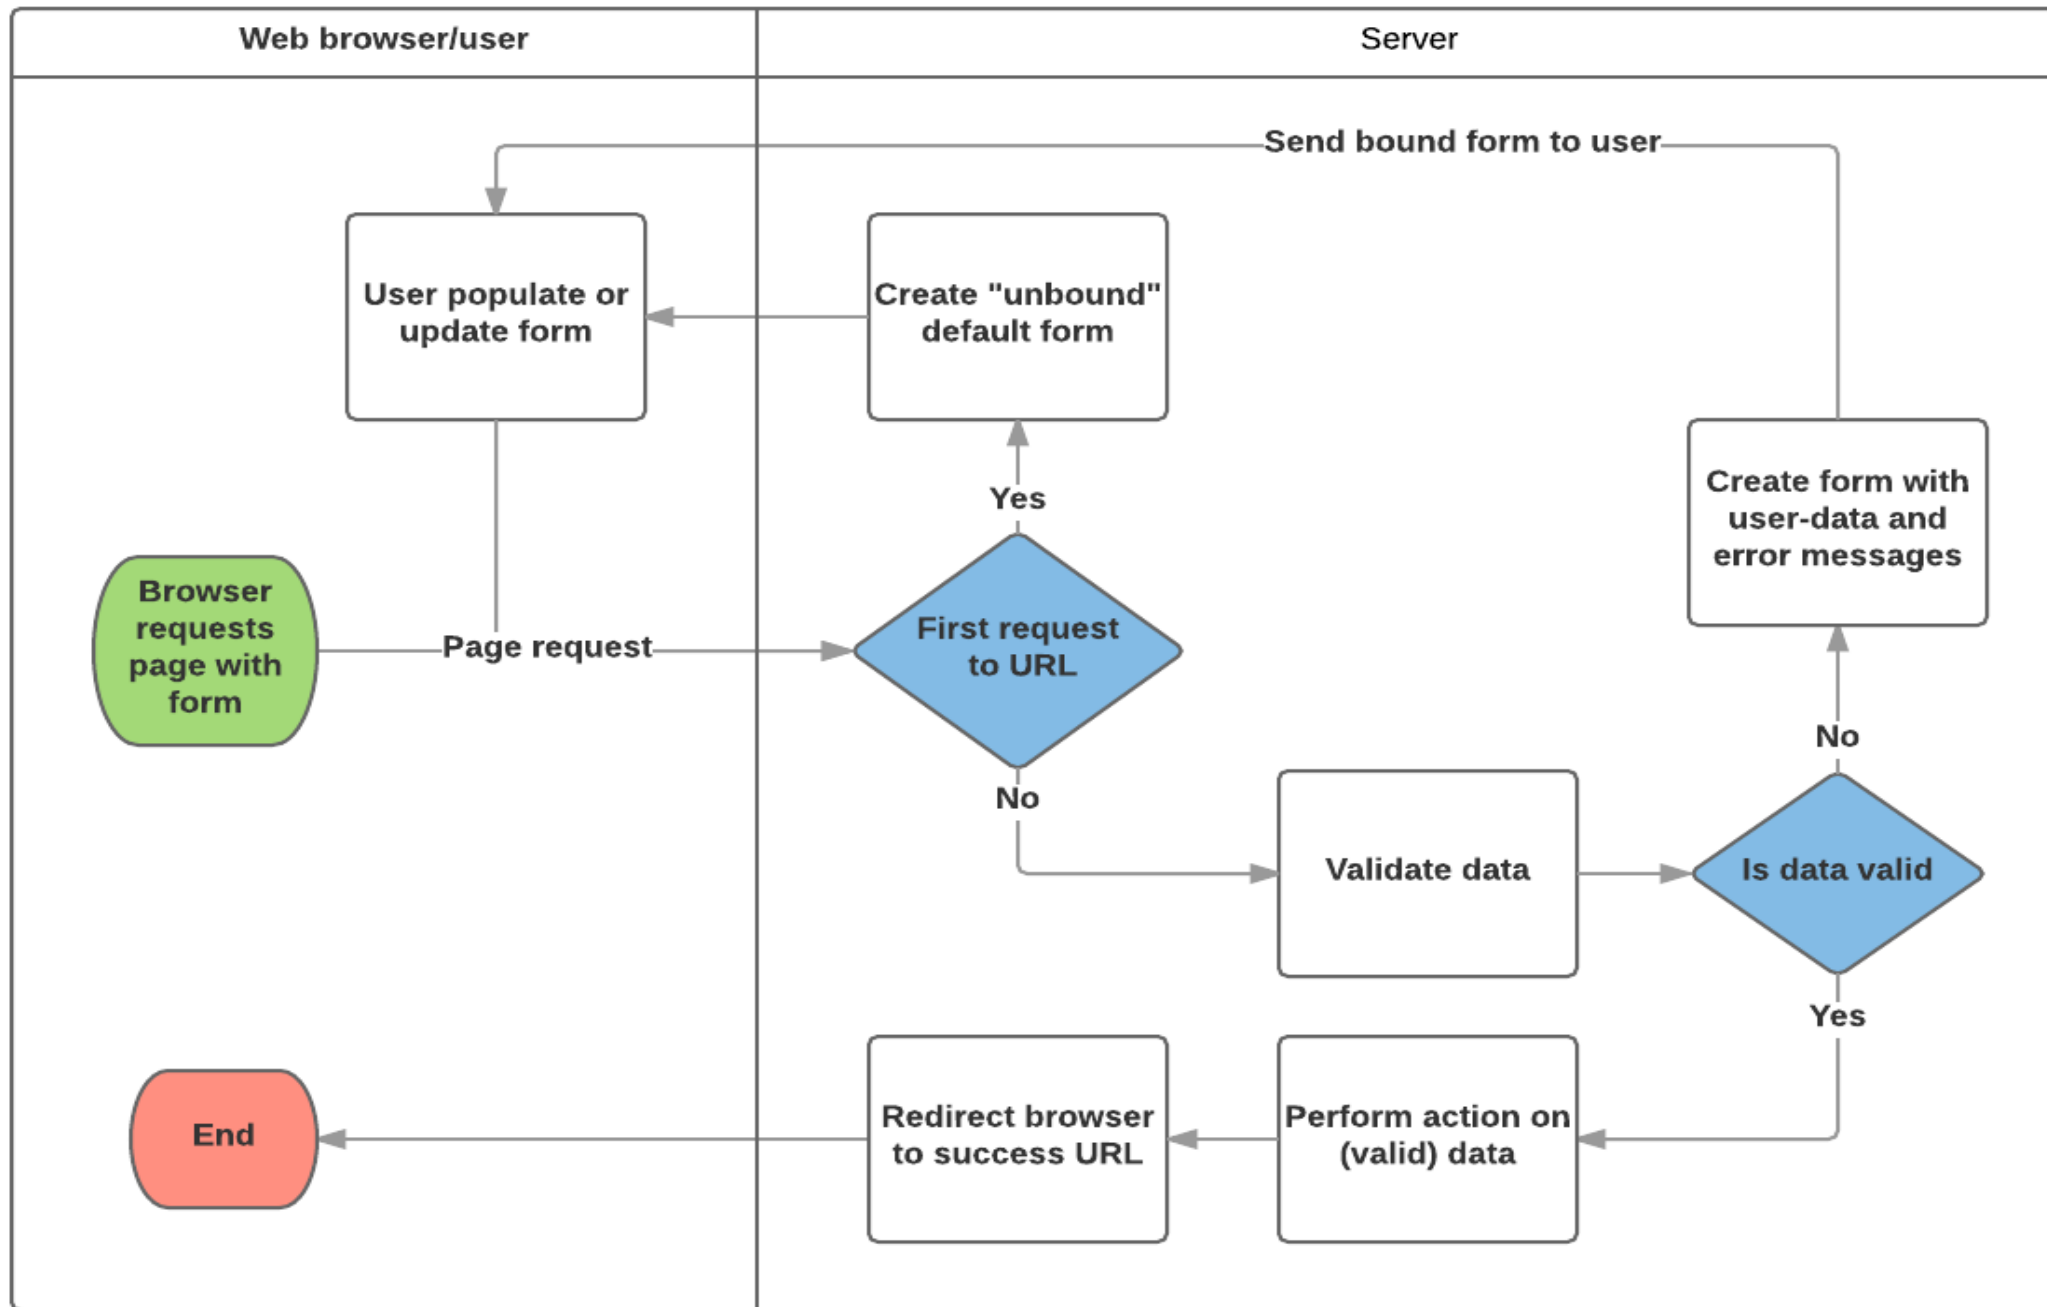 Web browser/user
Server
Send bound form to user
User populate or
update form
Create "unbound"
default form
Yes
Create form with
user-data and
error messages
Browser
requests
page with
form
Page request
First request
to URL
No
No
Validate data
Is data valid
Yes
End
Redirect browser
to success URL
Perform action on
(valid) data